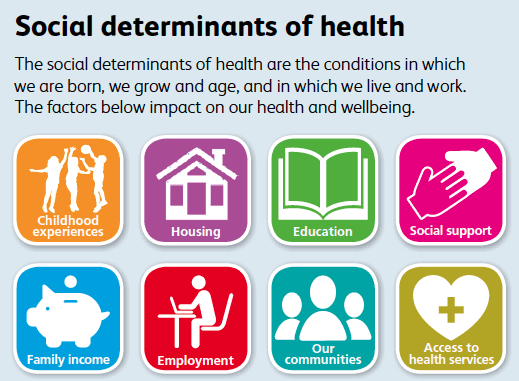 Social determinants of health
The social determinants of health are the conditions in which
we are born, we grow and age, and in which we live and work.
The factors below impact on our health and wellbeing.
Childhood
experiences
Housing
Education
Social support
Family income
Employment
Our
communities
Access to
health services